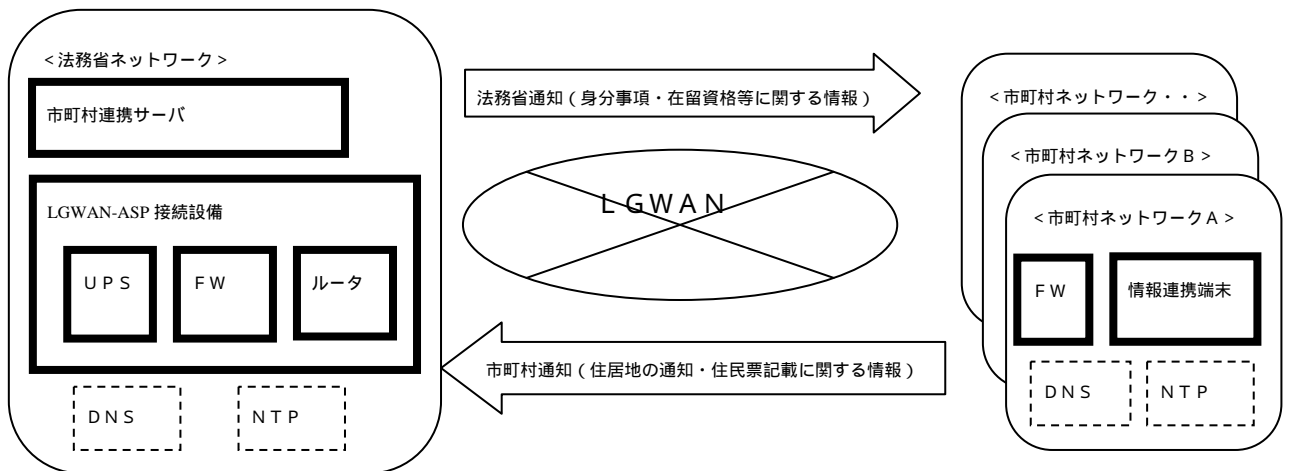 ＜法務省ネットワーク＞
市町村連携サーバ
LGWAN-ASP 接続設備
ＵＰＳ
ＦＷ
ルータ
ＤＮＳ
ＮＴＰ
法務省通知（身分事項・在留資格等に関する情報）
ＬＧＷＡＮ
市町村通知（住居地の通知・住民票記載に関する情報）
＜市町村ネットワーク・・＞
＜市町村ネットワークＢ＞
＜市町村ネットワークＡ＞
ＦＷ
情報連携端末
ＤＮＳ
ＮＴＰ